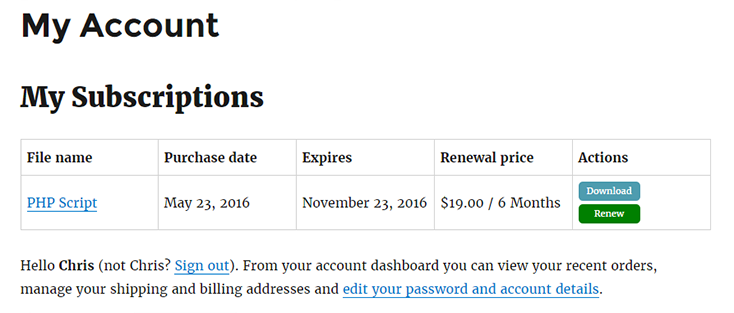 My Account
My Subscriptions
File name Purchase date Expires Renewal price Actions
PHP Script May 23, 2016 November 23, 2016 $19.00 / 6 Months Download
Renew
Hello Chris (not Chris? Sign out). From your account dashboard you can view your recent orders,
manage your shipping and billing addresses and edit your password and account details.